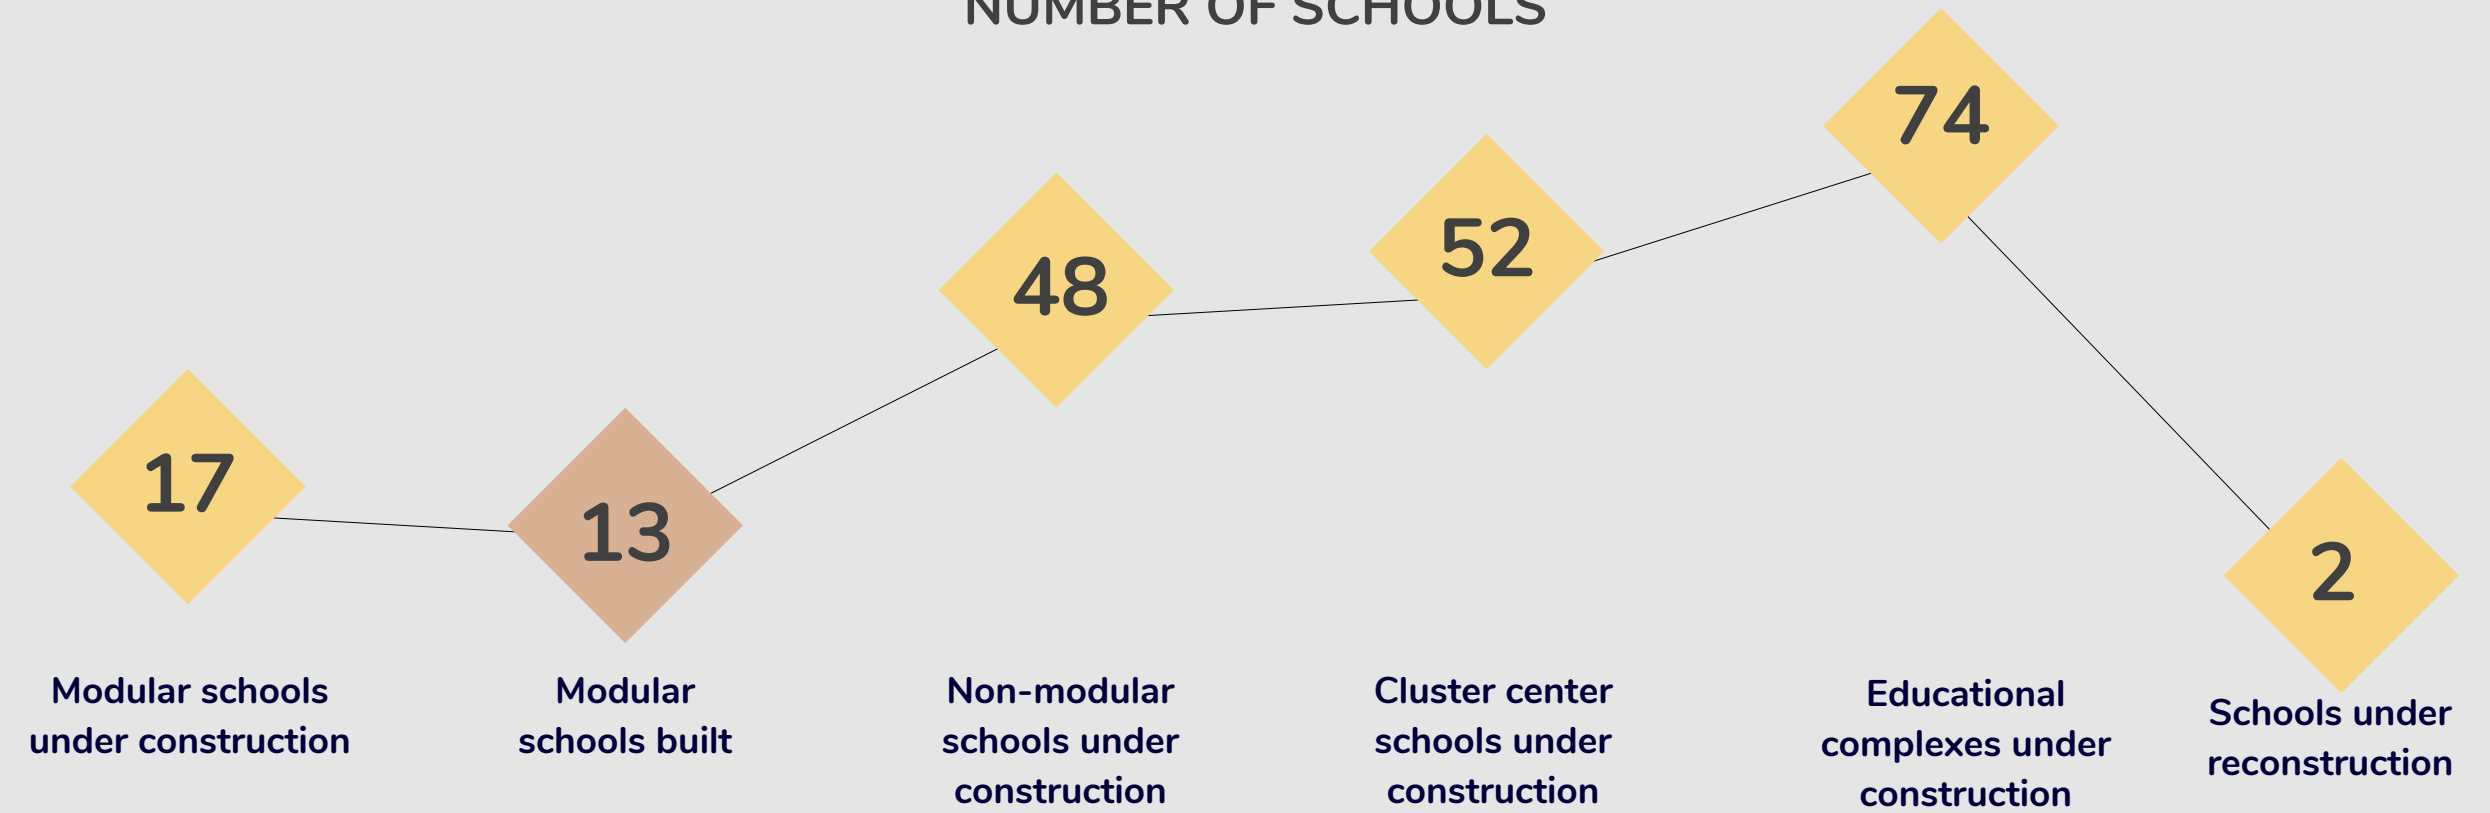 NUMBER OF SCHOOLS
74
52
48
17
13
2
Modular schools
under construction
Modular
schools built
Non-modular
schools under
construction
Cluster center
schools under
construction
Educational
complexes under
construction
Schools under
reconstruction